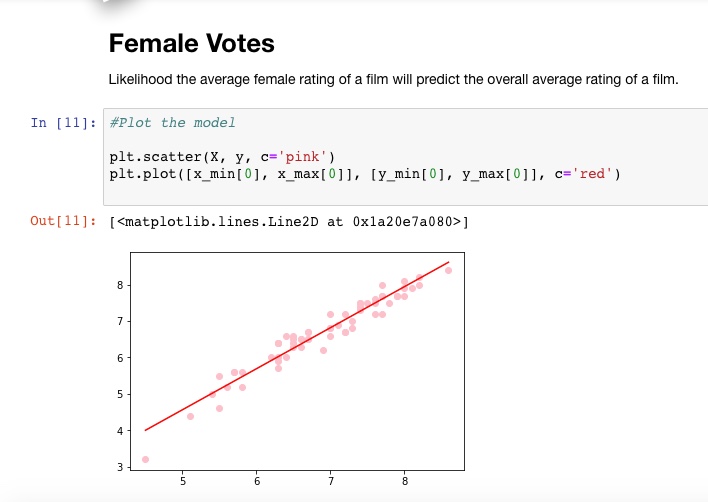 Female Votes
Likelihood the average female rating of a film will predict the overall average rating of a film.
In [11]: #Plot the model
plt.scatter(X, y, c='pink')
plt.plot([x_min[0], x_max[0]], [y_min[0], y_max[0]], c='red')
Out[11]: [<matplotlib.lines.Line2D at 0x1a20e7a080>]
8
7
6
5
4
3
5 6 7 8